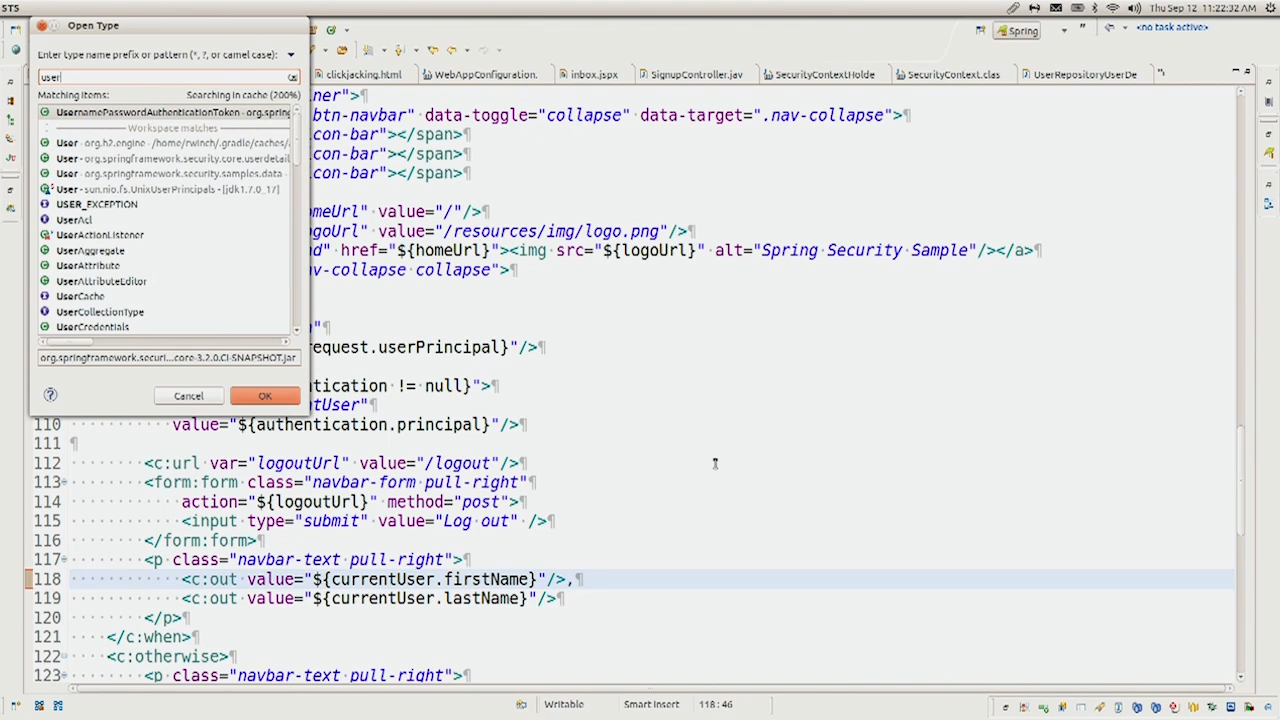 STS
Thu Sep 12 11:22:32 AM
Open Type
Spring
<no task active>
Enter type name prefix or pattern (*, ?, or camel case):
user
Matching items:
Searching in cache (200%)
UsernamePasswordAuthenticationToken - org.spring
Workspace matches
User - org.h2.engine - /home/rwinch/.gradle/caches/
User - org.springframework.security.core.userdetail
User - org.springframework.security.samples.data -
User - sun.nio.fs.UnixUserPrincipals - [jdk1.7.0_17]
USER_EXCEPTION
UserAcl
UserActionListener
UserAggregate
UserAttribute
UserAttributeEditor
UserCache
UserCollectionType
UserCredentials
org.springframework.securi...core-3.2.0.CI-SNAPSHOT.jar
Cancel
OK
clickjacking.html
WebAppConfiguration.
inbox.jspx
SignupController.jav
SecurityContextHolde
SecurityContext.clas
UserRepositoryUserDe
iner">¶
btn-navbar" data-toggle="collapse" data-target=".nav-collapse">¶
con-bar"></span>¶
con-bar"></span>¶
con-bar"></span>¶
omeUrl" value="/"/>¶
ogoUrl" value="/resources/img/logo.png"/>¶
nd" href="${homeUrl}"><img src="${logoUrl}" alt="Spring Security Sample"/></a>¶
nav-collapse collapse">¶
n"¶
request.userPrincipal}"/>¶
ntication != null}">¶
entUser"¶
110 value="${authentication.principal}"/>¶
111 ¶
112 <c:url var="logoutUrl" value="/logout"/>¶
113 <form:form class="navbar-form pull-right"¶
114 action="${logoutUrl}" method="post">¶
115 <input type="submit" value="Log out" />¶
116 </form:form>¶
117 <p class="navbar-text pull-right">¶
118 <c:out value="${currentUser.firstName}"/>,¶
119 <c:out value="${currentUser.lastName}"/>¶
120 </p>¶
121 </c:when>¶
122 <c:otherwise>¶
123 <p class="navbar-text pull-right">¶
Writable
Smart Insert
118 : 46